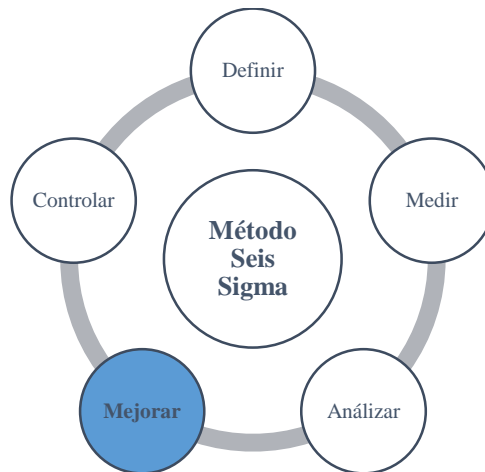 Definir
Controlar
Medir
Método
Seis
Sigma
Mejorar
Análizar